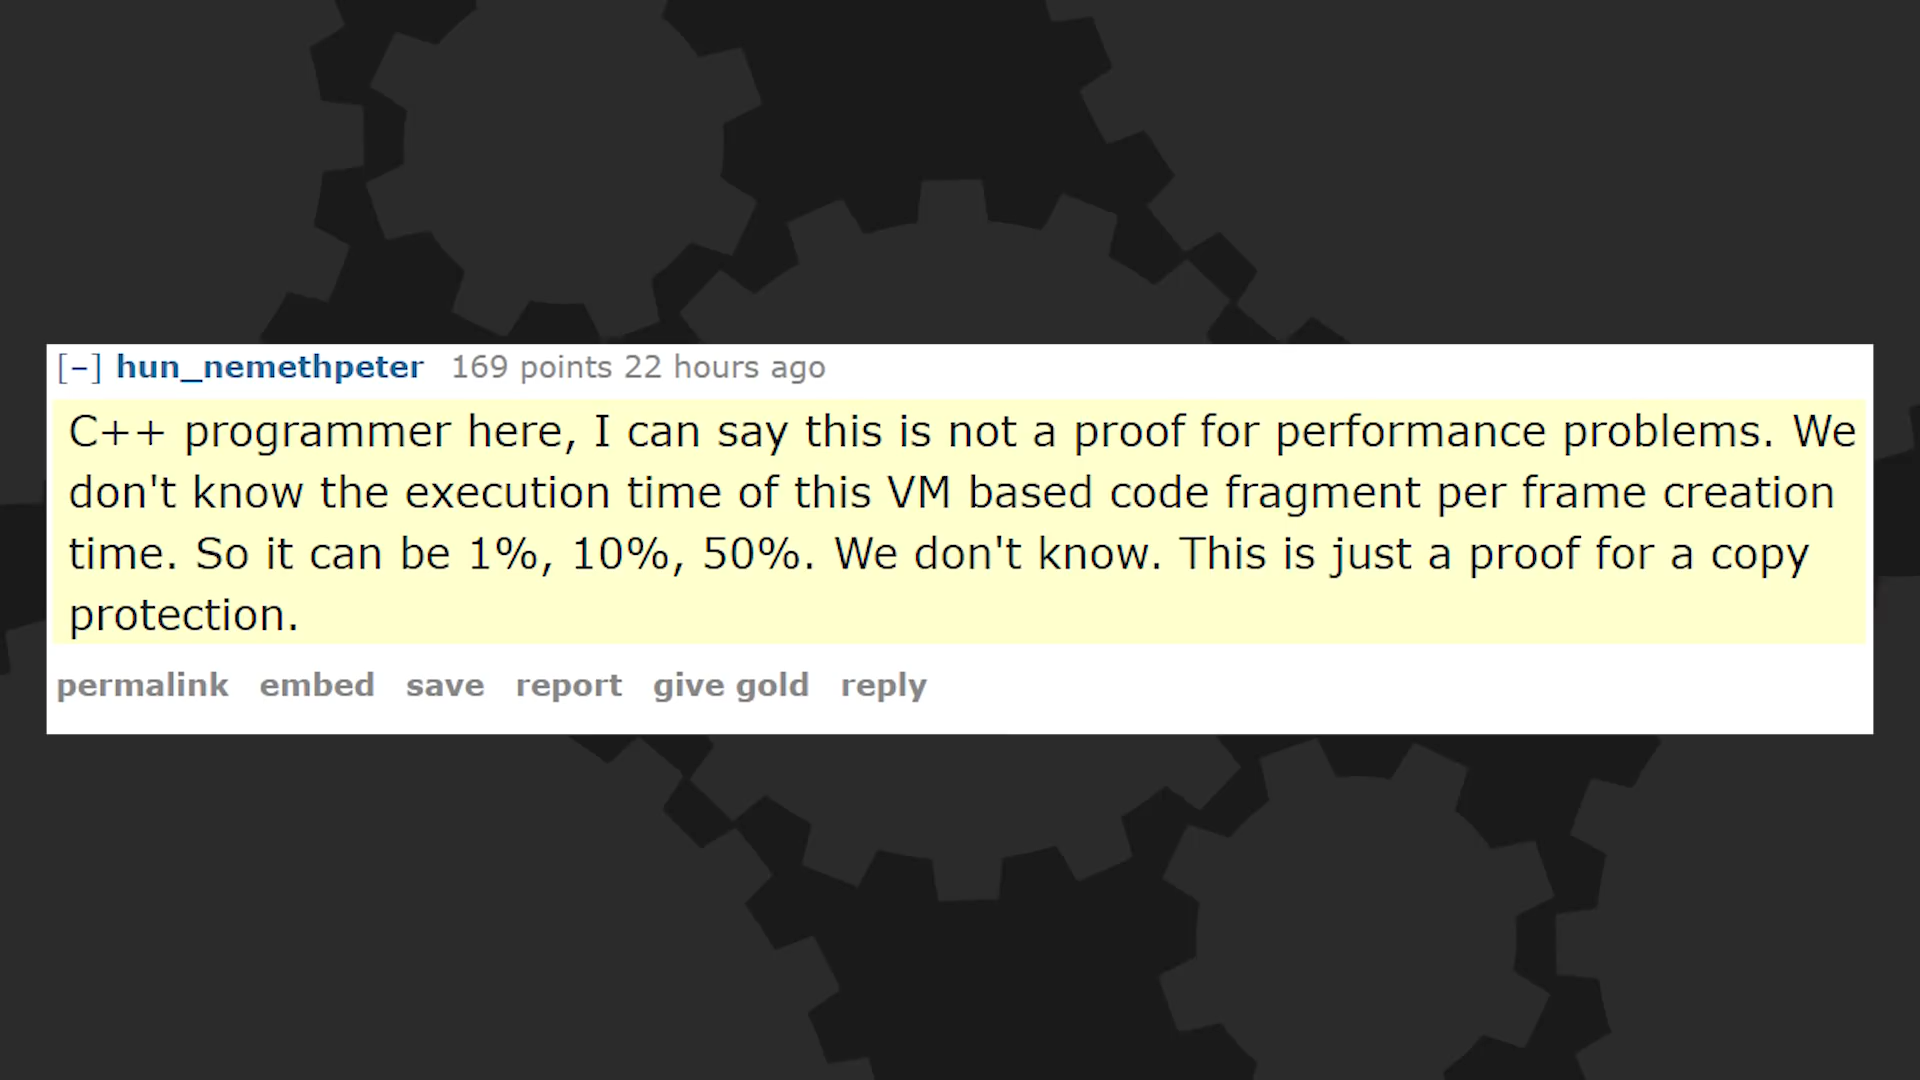 [–] hun_nemethpeter 169 points 22 hours ago
C++ programmer here, I can say this is not a proof for performance problems. We
don't know the execution time of this VM based code fragment per frame creation
time. So it can be 1%, 10%, 50%. We don't know. This is just a proof for a copy
protection.
permalink embed save report give gold reply